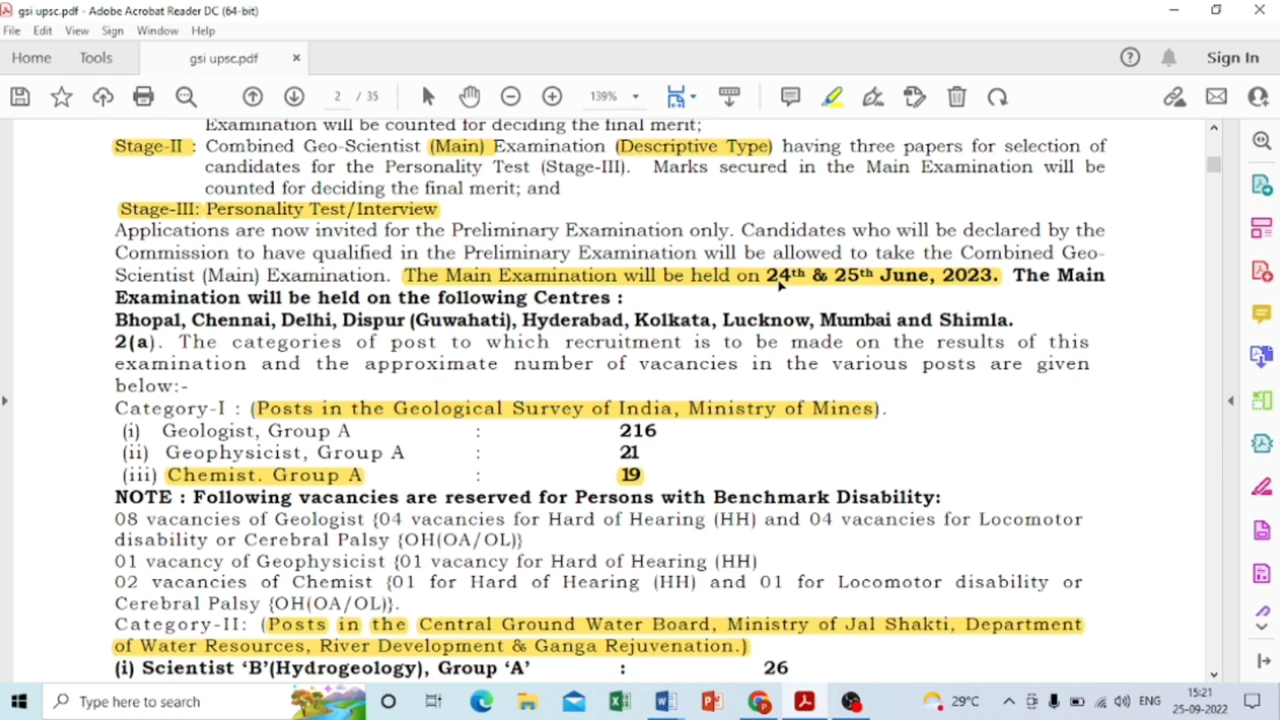 gsi upsc.pdf - Adobe Acrobat Reader DC (64-bit)
File Edit View Sign Window Help
Home Tools gsi upsc.pdf × Sign In
2 / 35 139%
Examination will be counted for deciding the final merit;
Stage-II : Combined Geo-Scientist (Main) Examination (Descriptive Type) having three papers for selection of
candidates for the Personality Test (Stage-III). Marks secured in the Main Examination will be
counted for deciding the final merit; and
Stage-III: Personality Test/Interview
Applications are now invited for the Preliminary Examination only. Candidates who will be declared by the
Commission to have qualified in the Preliminary Examination will be allowed to take the Combined Geo-
Scientist (Main) Examination. The Main Examination will be held on 24th & 25th June, 2023. The Main
Examination will be held on the following Centres :
Bhopal, Chennai, Delhi, Dispur (Guwahati), Hyderabad, Kolkata, Lucknow, Mumbai and Shimla.
2(a). The categories of post to which recruitment is to be made on the results of this
examination and the approximate number of vacancies in the various posts are given
below:-
Category-I : (Posts in the Geological Survey of India, Ministry of Mines).
(i) Geologist, Group A : 216
(ii) Geophysicist, Group A : 21
(iii) Chemist. Group A : 19
NOTE : Following vacancies are reserved for Persons with Benchmark Disability:
08 vacancies of Geologist {04 vacancies for Hard of Hearing (HH) and 04 vacancies for Locomotor
disability or Cerebral Palsy {OH(OA/OL)}
01 vacancy of Geophysicist {01 vacancy for Hard of Hearing (HH)
02 vacancies of Chemist {01 for Hard of Hearing (HH) and 01 for Locomotor disability or
Cerebral Palsy {OH(OA/OL)}.
Category-II: (Posts in the Central Ground Water Board, Ministry of Jal Shakti, Department
of Water Resources, River Development & Ganga Rejuvenation.)
(i) Scientist ‘B’(Hydrogeology), Group ‘A’ : 26
Type here to search 29°C ENG 15:21
25-09-2022